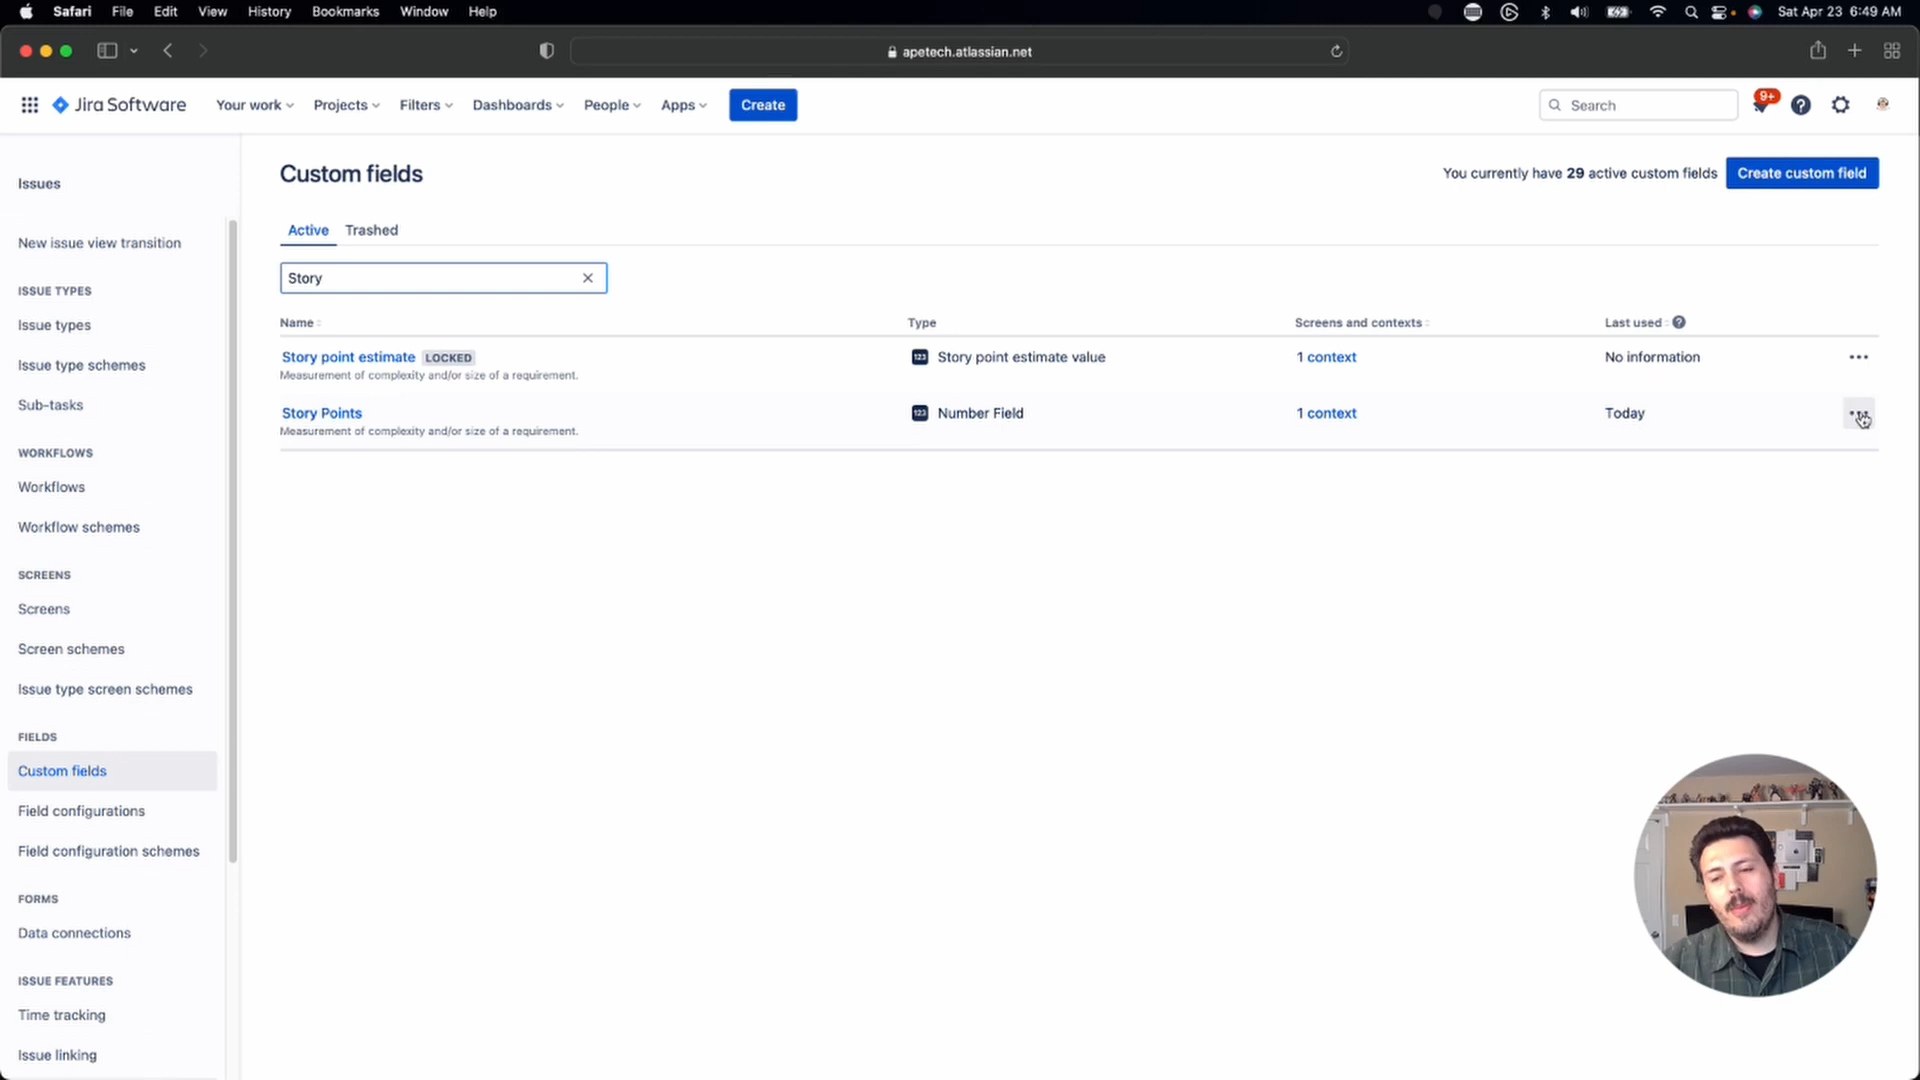 Safari File Edit View History Bookmarks Window Help Sat Apr 23 6:49 AM
apetech.atlassian.net
Jira Software Your work Projects Filters Dashboards People Apps Create Search 9+
Issues
New issue view transition
ISSUE TYPES
Issue types
Issue type schemes
Sub-tasks
WORKFLOWS
Workflows
Workflow schemes
SCREENS
Screens
Screen schemes
Issue type screen schemes
FIELDS
Custom fields
Field configurations
Field configuration schemes
FORMS
Data connections
ISSUE FEATURES
Time tracking
Issue linking
Custom fields
You currently have 29 active custom fields Create custom field
Active Trashed
Story
Name Type Screens and contexts Last used
Story point estimate LOCKED 123 Story point estimate value 1 context No information
Measurement of complexity and/or size of a requirement.
Story Points 123 Number Field 1 context Today
Measurement of complexity and/or size of a requirement.